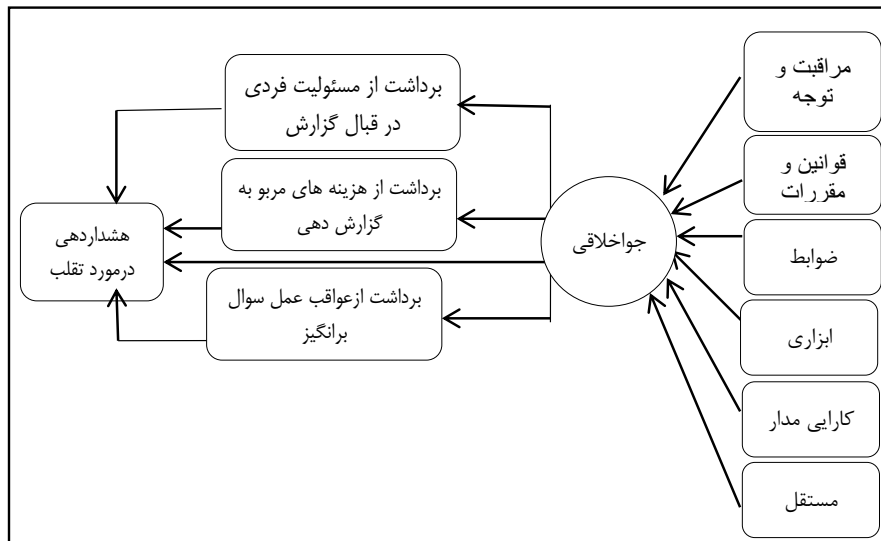 مراقبت و
توجه
قوانین و
مقررات
ضوابط
ابزاری
کارایی مدار
مستقل
جواخلاقی
برداشت از مسئولیت فردی
در قبال گزارش
برداشت از هزینه های مربو به
گزارش دهی
برداشت ازعواقب عمل سوال
برانگیز
هشداردهی
درمورد تقلب